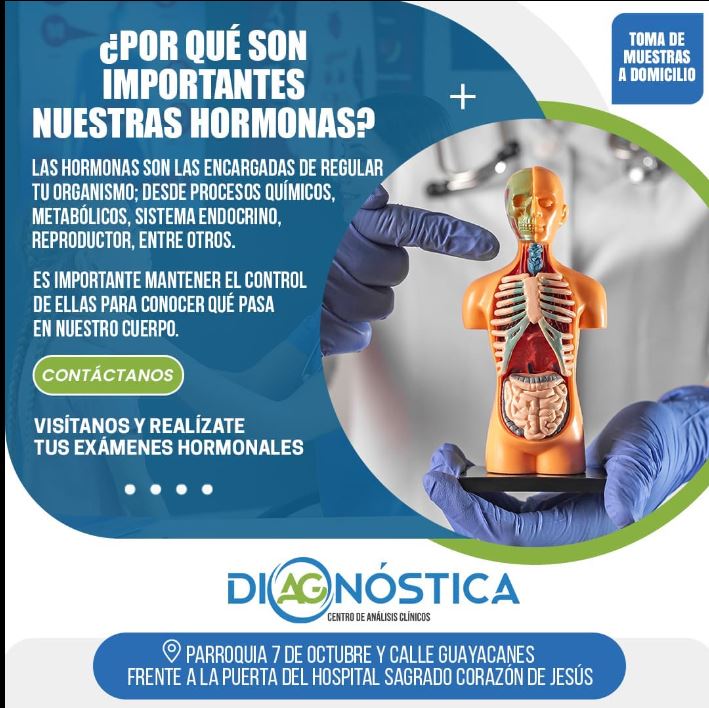 ¿POR QUÉ SON
IMPORTANTES
NUESTRAS HORMONAS?
TOMA DE
MUESTRAS
A DOMICILIO
LAS HORMONAS SON LAS ENCARGADAS DE REGULAR
TU ORGANISMO; DESDE PROCESOS QUÍMICOS,
METABÓLICOS, SISTEMA ENDOCRINO,
REPRODUCTOR, ENTRE OTROS.
ES IMPORTANTE MANTENER EL CONTROL
DE ELLAS PARA CONOCER QUÉ PASA
EN NUESTRO CUERPO.
CONTÁCTANOS
VISÍTANOS Y REALÍZATE
TUS EXÁMENES HORMONALES
DIAGNÓSTICA
CENTRO DE ANÁLISIS CLÍNICOS
PARROQUIA 7 DE OCTUBRE Y CALLE GUAYACANES
FRENTE A LA PUERTA DEL HOSPITAL SAGRADO CORAZÓN DE JESÚS